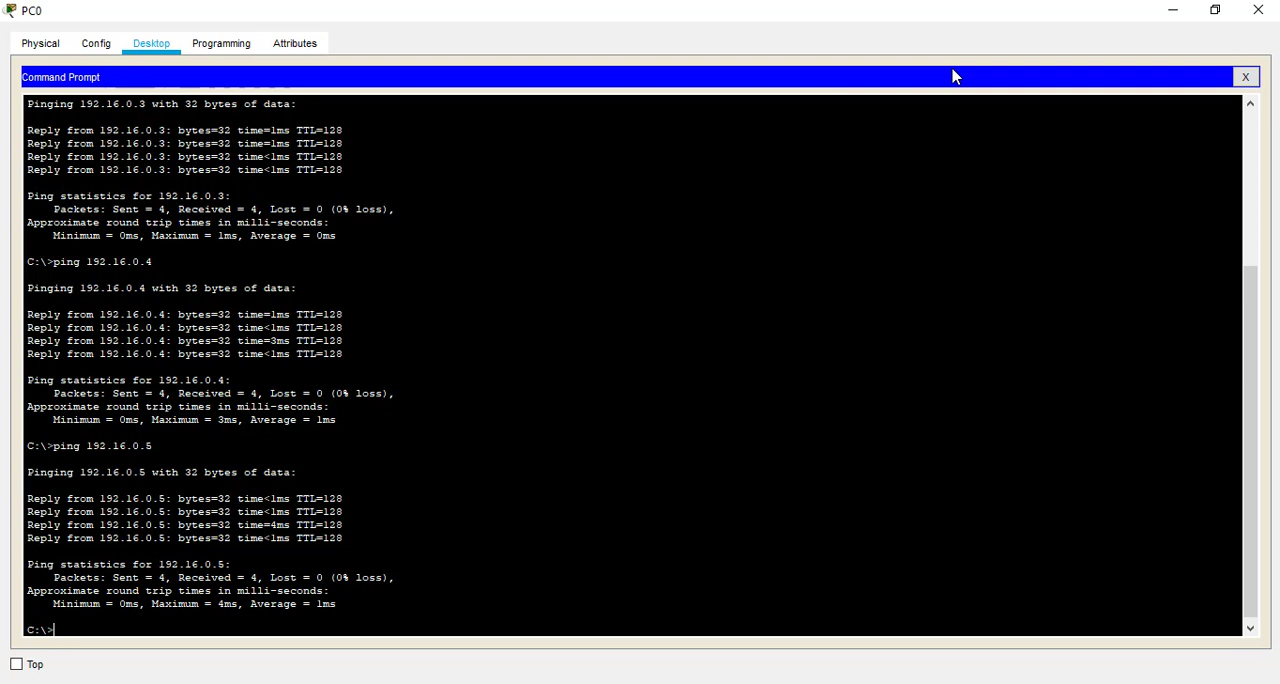 PC0
Physical Config Desktop Programming Attributes
Command Prompt X
Pinging 192.16.0.3 with 32 bytes of data:
Reply from 192.16.0.3: bytes=32 time=1ms TTL=128
Reply from 192.16.0.3: bytes=32 time=1ms TTL=128
Reply from 192.16.0.3: bytes=32 time<1ms TTL=128
Reply from 192.16.0.3: bytes=32 time<1ms TTL=128
Ping statistics for 192.16.0.3:
Packets: Sent = 4, Received = 4, Lost = 0 (0% loss),
Approximate round trip times in milli-seconds:
Minimum = 0ms, Maximum = 1ms, Average = 0ms
C:\>ping 192.16.0.4
Pinging 192.16.0.4 with 32 bytes of data:
Reply from 192.16.0.4: bytes=32 time=1ms TTL=128
Reply from 192.16.0.4: bytes=32 time<1ms TTL=128
Reply from 192.16.0.4: bytes=32 time=3ms TTL=128
Reply from 192.16.0.4: bytes=32 time<1ms TTL=128
Ping statistics for 192.16.0.4:
Packets: Sent = 4, Received = 4, Lost = 0 (0% loss),
Approximate round trip times in milli-seconds:
Minimum = 0ms, Maximum = 3ms, Average = 1ms
C:\>ping 192.16.0.5
Pinging 192.16.0.5 with 32 bytes of data:
Reply from 192.16.0.5: bytes=32 time<1ms TTL=128
Reply from 192.16.0.5: bytes=32 time<1ms TTL=128
Reply from 192.16.0.5: bytes=32 time=4ms TTL=128
Reply from 192.16.0.5: bytes=32 time<1ms TTL=128
Ping statistics for 192.16.0.5:
Packets: Sent = 4, Received = 4, Lost = 0 (0% loss),
Approximate round trip times in milli-seconds:
Minimum = 0ms, Maximum = 4ms, Average = 1ms
C:\>
Top